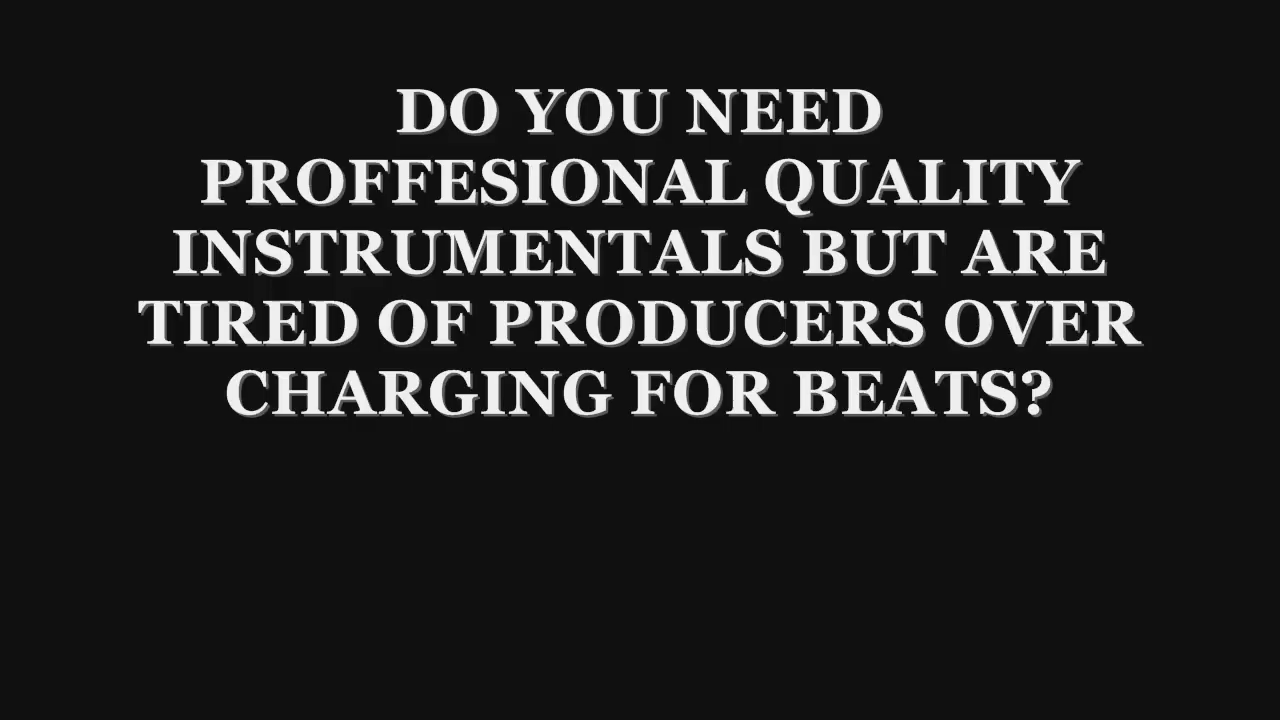 DO YOU NEED
PROFFESIONAL QUALITY
INSTRUMENTALS BUT ARE
TIRED OF PRODUCERS OVER
CHARGING FOR BEATS?